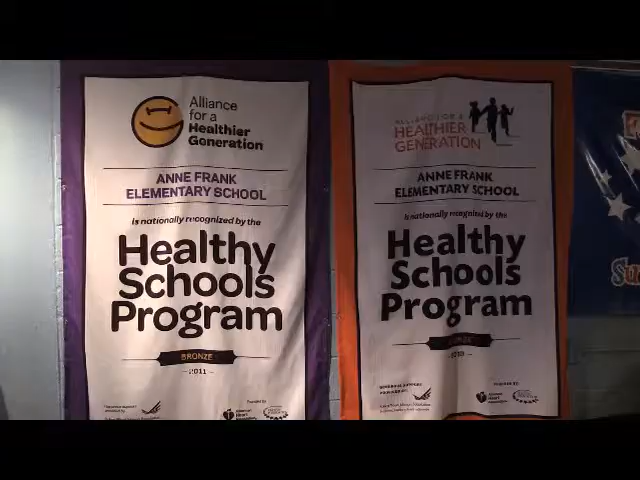 Alliance
for a
Healthier
Generation
ANNE FRANK
ELEMENTARY SCHOOL
is nationally recognized by the
Healthy
Schools
Program
BRONZE
2011
ALLIANCE FOR A
HEALTHIER
GENERATION
ANNE FRANK
ELEMENTARY SCHOOL
is nationally recognized by the
Healthy
Schools
Program